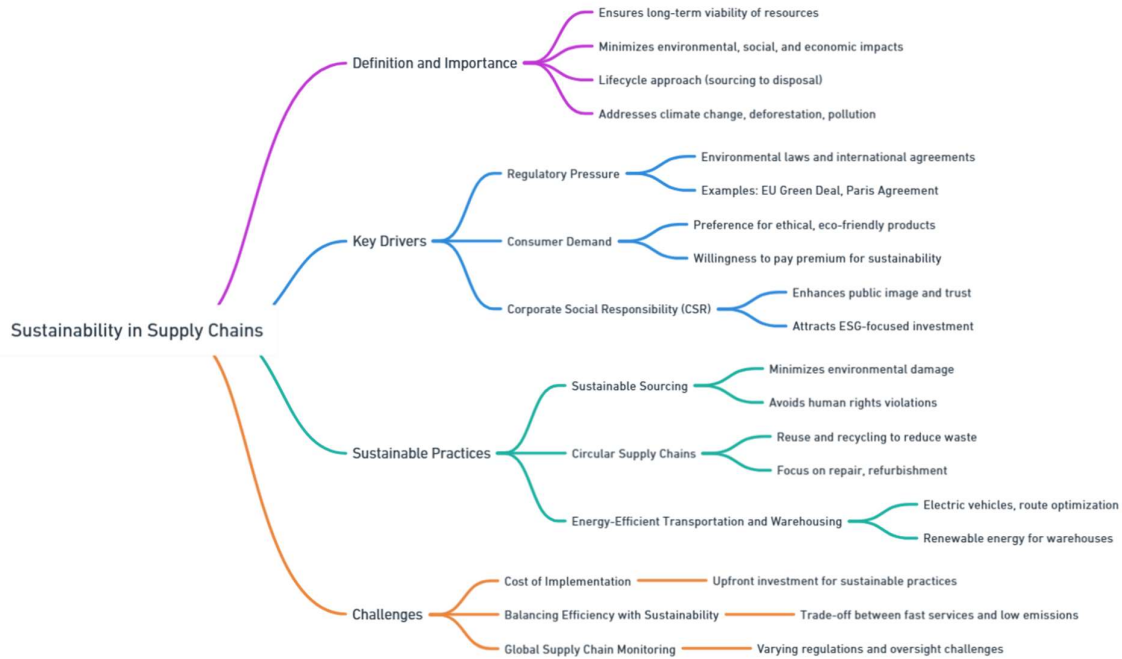 Sustainability in Supply Chains
Definition and Importance
Ensures long-term viability of resources
Minimizes environmental, social, and economic impacts
Lifecycle approach (sourcing to disposal)
Addresses climate change, deforestation, pollution
Key Drivers
Regulatory Pressure
Environmental laws and international agreements
Examples: EU Green Deal, Paris Agreement
Consumer Demand
Preference for ethical, eco-friendly products
Willingness to pay premium for sustainability
Corporate Social Responsibility (CSR)
Enhances public image and trust
Attracts ESG-focused investment
Sustainable Practices
Sustainable Sourcing
Minimizes environmental damage
Avoids human rights violations
Circular Supply Chains
Reuse and recycling to reduce waste
Focus on repair, refurbishment
Energy-Efficient Transportation and Warehousing
Electric vehicles, route optimization
Renewable energy for warehouses
Challenges
Cost of Implementation
Upfront investment for sustainable practices
Balancing Efficiency with Sustainability
Trade-off between fast services and low emissions
Global Supply Chain Monitoring
Varying regulations and oversight challenges